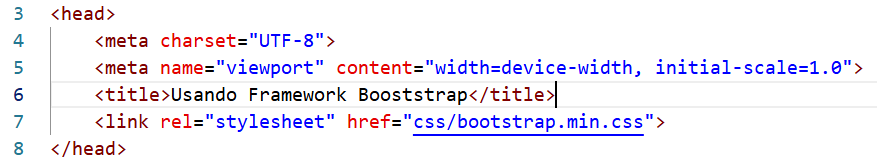 3 <head>
4 <meta charset="UTF-8">
5 <meta name="viewport" content="width=device-width, initial-scale=1.0">
6 <title>Usando Framework Booststrap</title>
7 <link rel="stylesheet" href="css/bootstrap.min.css">
8 </head>